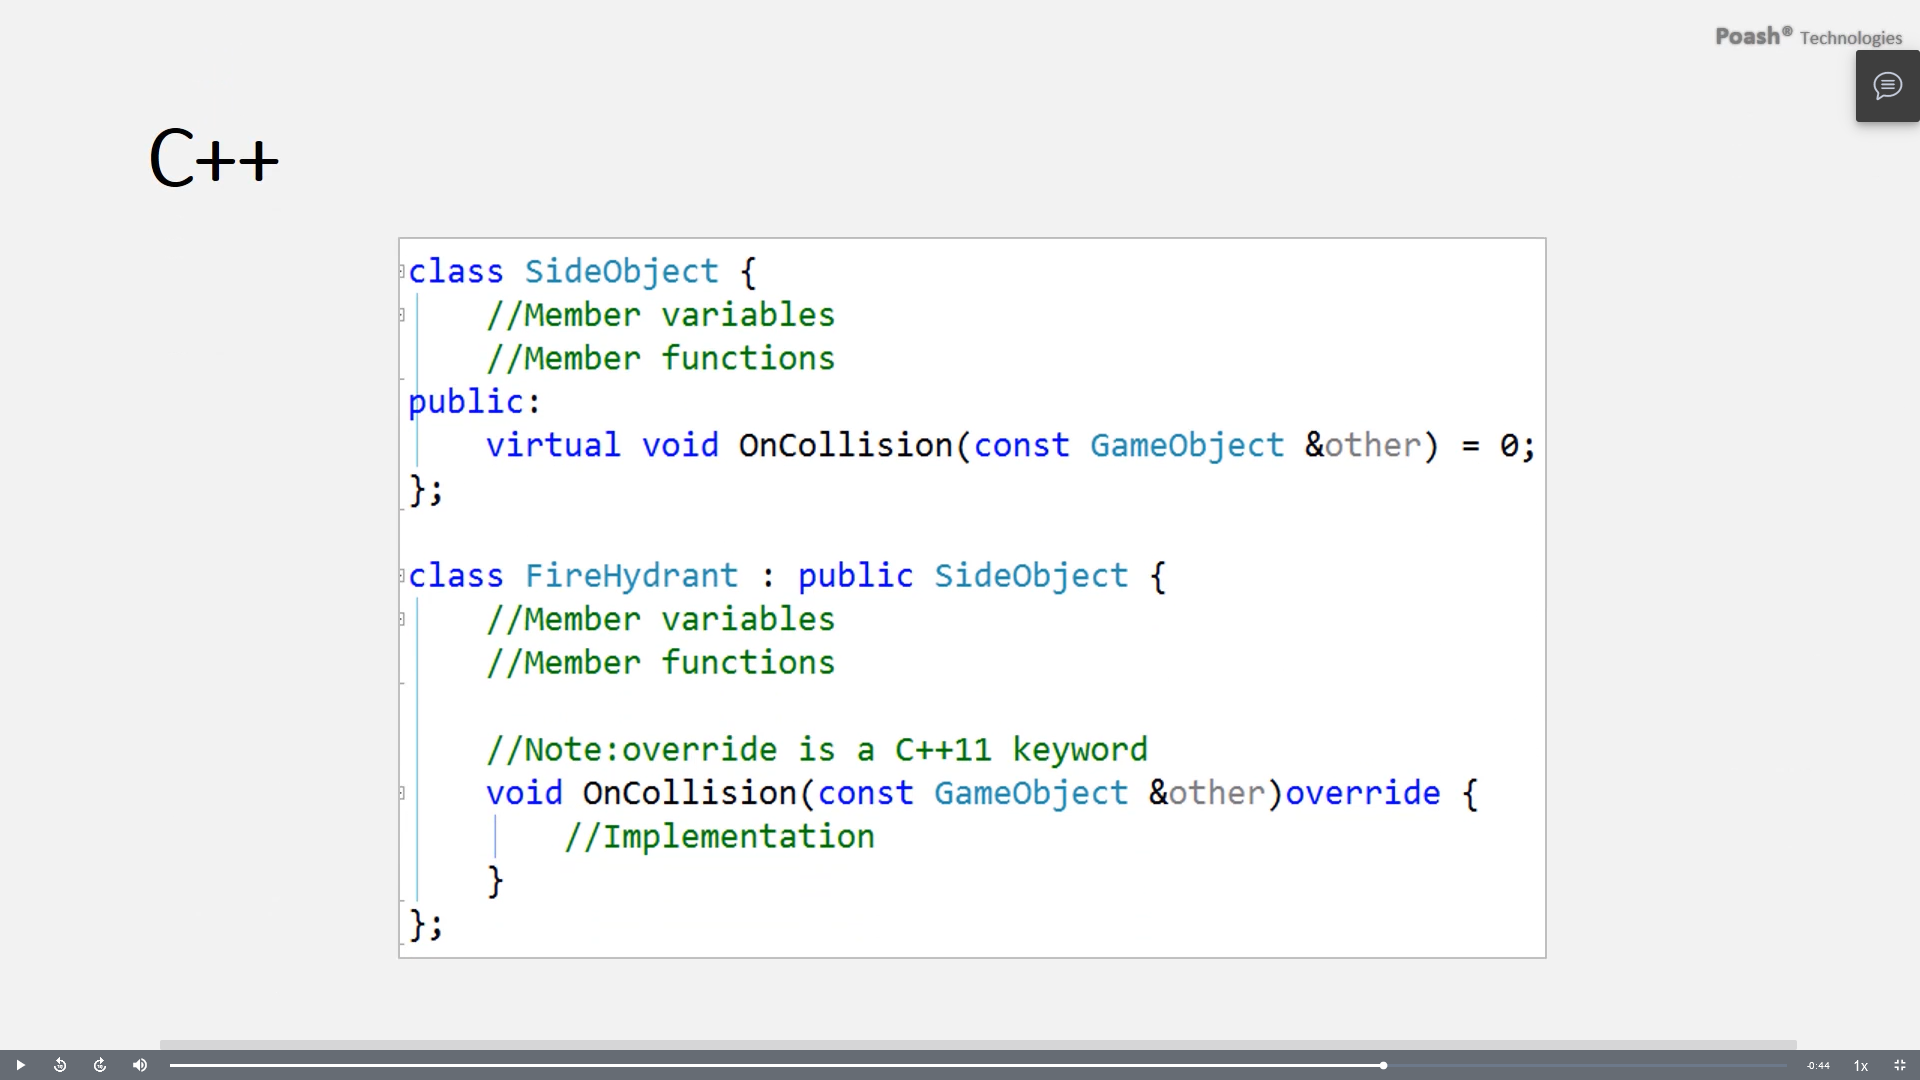 Poash® Technologies
C++
class SideObject {
//Member variables
//Member functions
public:
virtual void OnCollision(const GameObject &other) = 0;
};
class FireHydrant : public SideObject {
//Member variables
//Member functions
//Note:override is a C++11 keyword
void OnCollision(const GameObject &other)override {
//Implementation
}
};
-0:44 1x